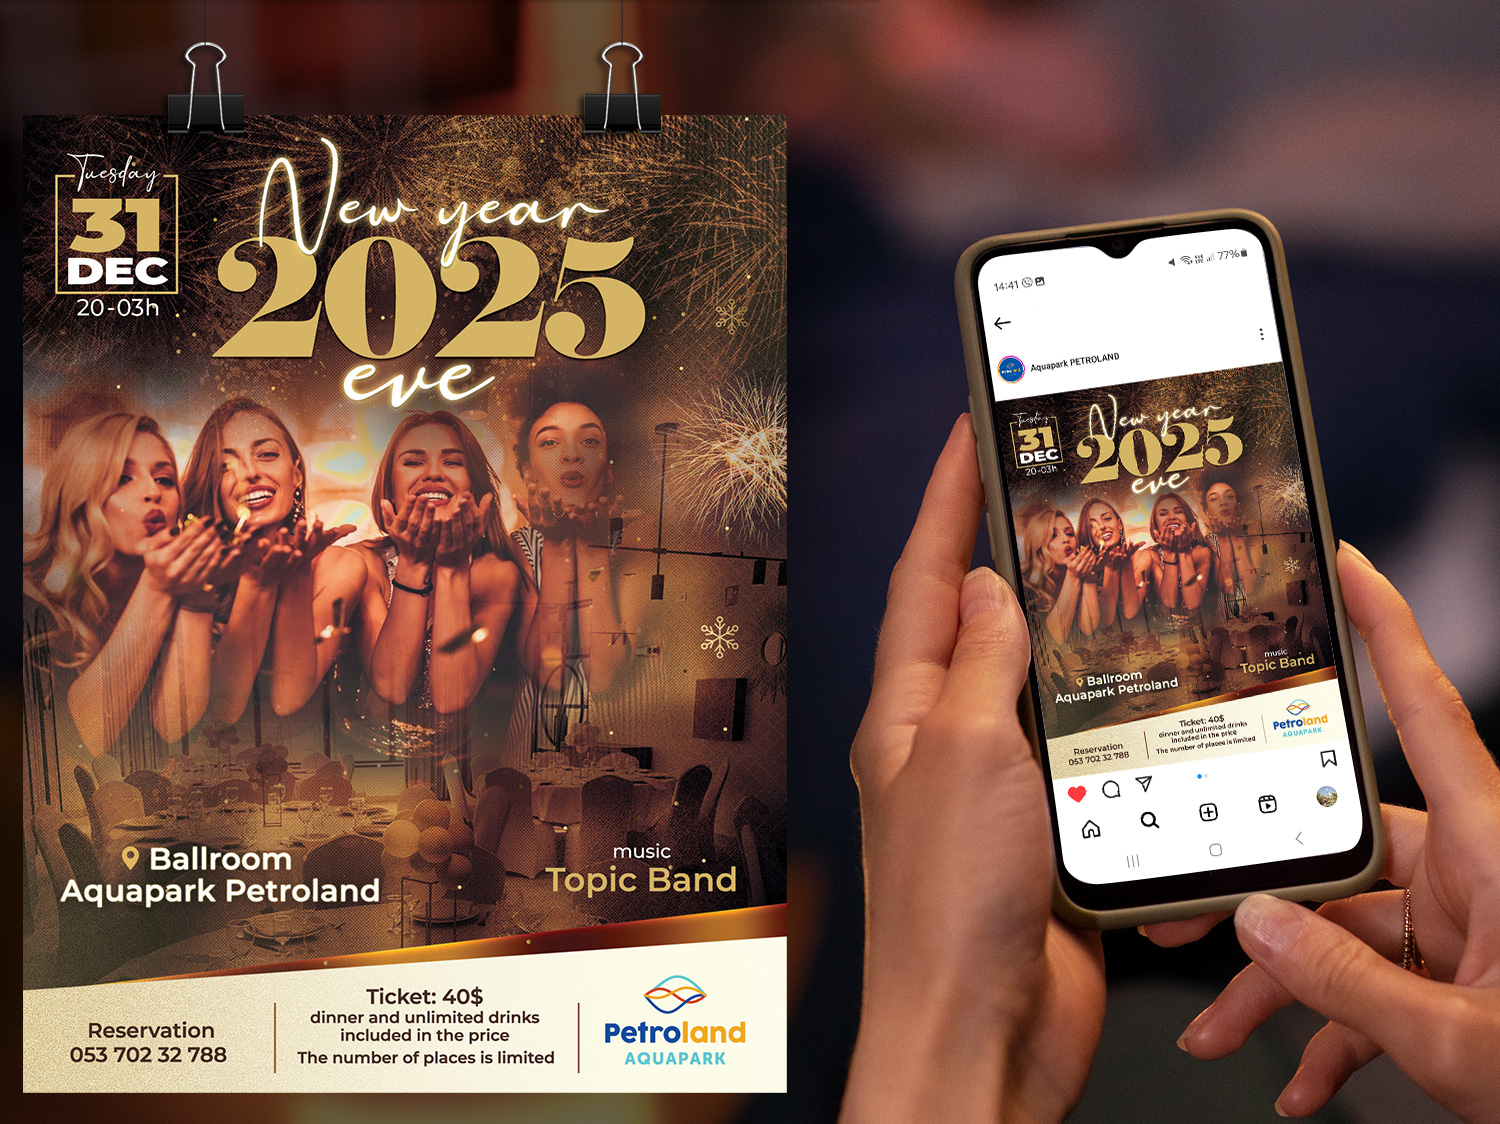 Tuesday
31
DEC
20-03h
New year
2025
eve
Ballroom
Aquapark Petroland
music
Topic Band
Reservation
053 702 32 788
Ticket: 40$
dinner and unlimited drinks
included in the price
The number of places is limited
Petroland
AQUAPARK
14:41
77%
Aquapark PETROLAND
Tuesday
31
DEC
20-03h
New year
2025
eve
Ballroom
Aquapark Petroland
music
Topic Band
Reservation
053 702 32 788
Ticket: 40$
dinner and unlimited drinks
included in the price
The number of places is limited
Petroland
AQUAPARK